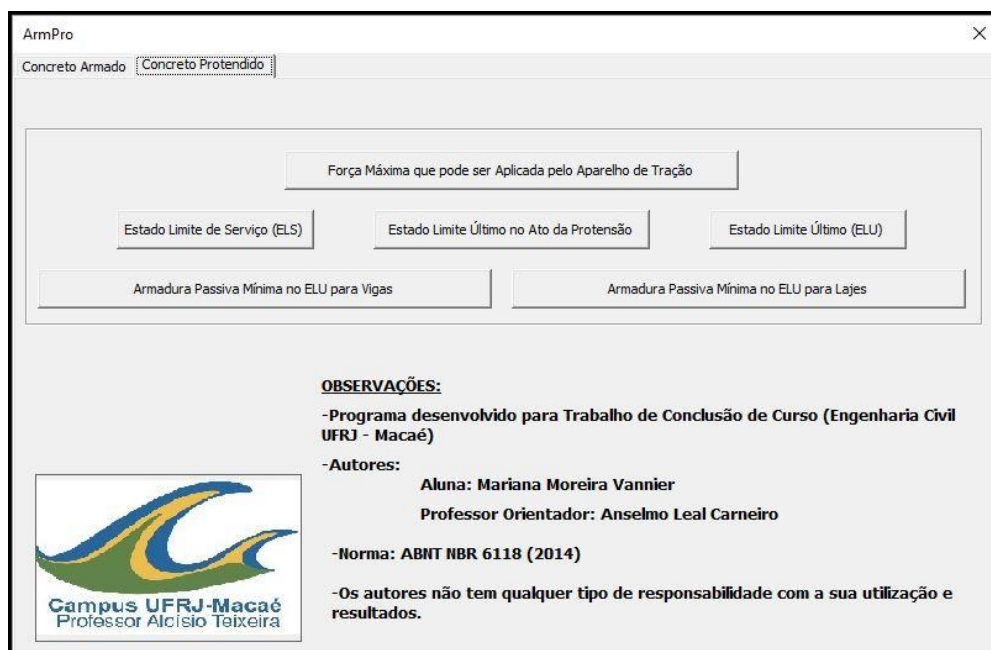 ArmPro
Concreto Armado Concreto Protendido
Força Máxima que pode ser Aplicada pelo Aparelho de Tração
Estado Limite de Serviço (ELS) Estado Limite Último no Ato da Protensão Estado Limite Último (ELU)
Armadura Passiva Mínima no ELU para Vigas Armadura Passiva Mínima no ELU para Lajes
OBSERVAÇÕES:
-Programa desenvolvido para Trabalho de Conclusão de Curso (Engenharia Civil
UFRJ - Macaé)
-Autores:
Aluna: Mariana Moreira Vannier
Professor Orientador: Anselmo Leal Carneiro
-Norma: ABNT NBR 6118 (2014)
-Os autores não tem qualquer tipo de responsabilidade com a sua utilização e
resultados.
Campus UFRJ-Macaé
Professor Aloísio Teixeira